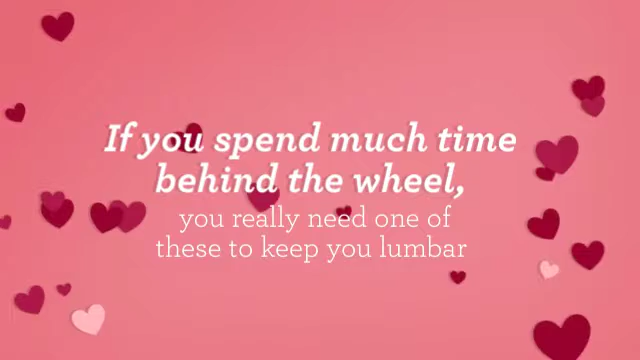 If you spend much time
behind the wheel,
you really need one of
these to keep you lumbar